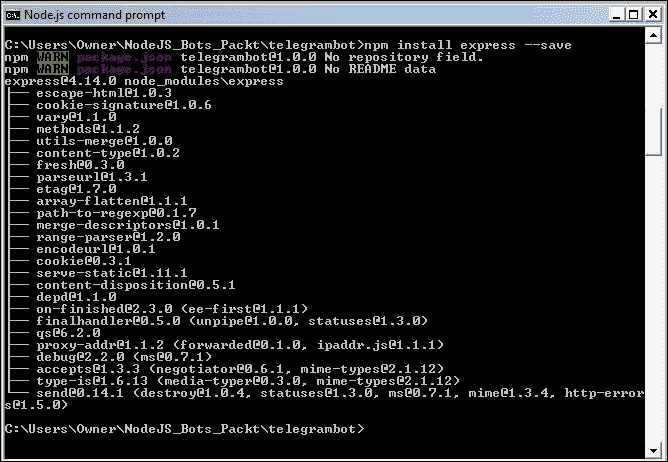 Node.js command prompt
C:\Users\Owner\NodeJS_Bots_Packt\telegrambot>npm install express --save
npm WARN package.json telegrambot@1.0.0 No repository field.
npm WARN package.json telegrambot@1.0.0 No README data
express@4.14.0 node_modules\express
├── escape-html@1.0.3
├── cookie-signature@1.0.6
├── vary@1.1.0
├── methods@1.1.2
├── utils-merge@1.0.0
├── content-type@1.0.2
├── fresh@0.3.0
├── parseurl@1.3.1
├── etag@1.7.0
├── array-flatten@1.1.1
├── path-to-regexp@0.1.7
├── merge-descriptors@1.0.1
├── range-parser@1.2.0
├── encodeurl@1.0.1
├── cookie@0.3.1
├── serve-static@1.11.1
├── content-disposition@0.5.1
├── depd@1.1.0
├── on-finished@2.3.0 (ee-first@1.1.1)
├── finalhandler@0.5.0 (unpipe@1.0.0, statuses@1.3.0)
├── qs@6.2.0
├── proxy-addr@1.1.2 (forwarded@0.1.0, ipaddr.js@1.1.1)
├── debug@2.2.0 (ms@0.7.1)
├── accepts@1.3.3 (negotiator@0.6.1, mime-types@2.1.12)
├── type-is@1.6.13 (media-typer@0.3.0, mime-types@2.1.12)
└── send@0.14.1 (destroy@1.0.4, statuses@1.3.0, ms@0.7.1, mime@1.3.4, http-error
s@1.5.0)
C:\Users\Owner\NodeJS_Bots_Packt\telegrambot>